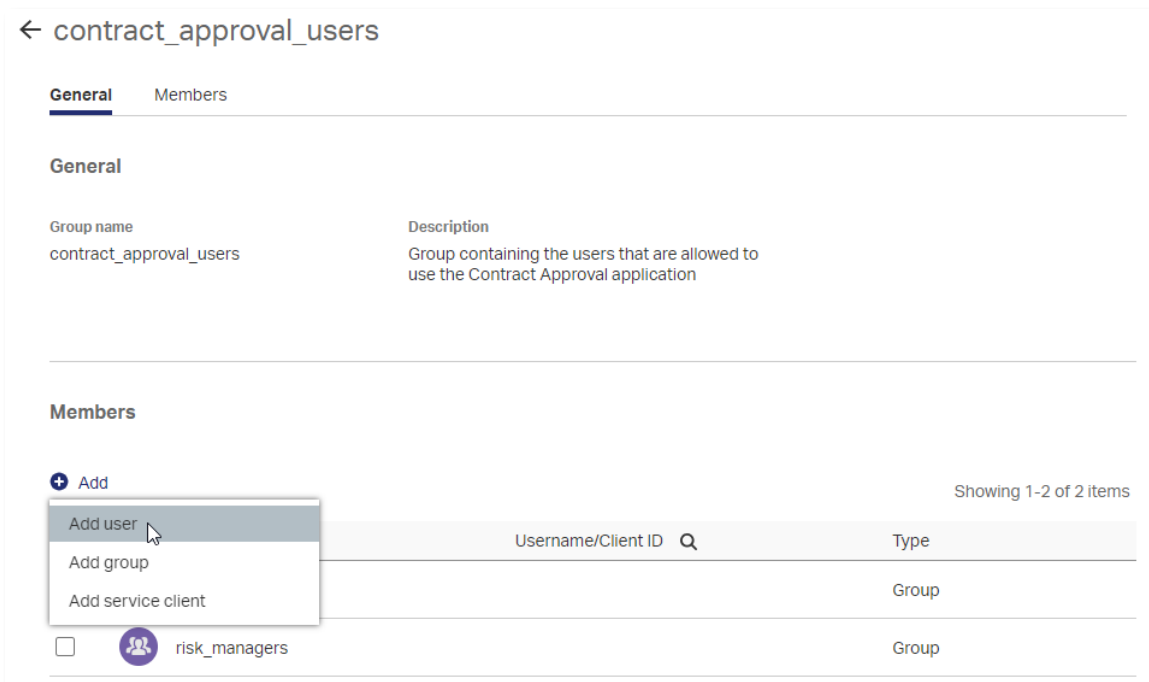 contract_approval_users
General Members
General
Group name Description
contract_approval_users Group containing the users that are allowed to
use the Contract Approval application
Members
Add
Showing 1-2 of 2 items
Add user
Username/Client ID Type
Add group
Group
Add service client
risk_managers Group